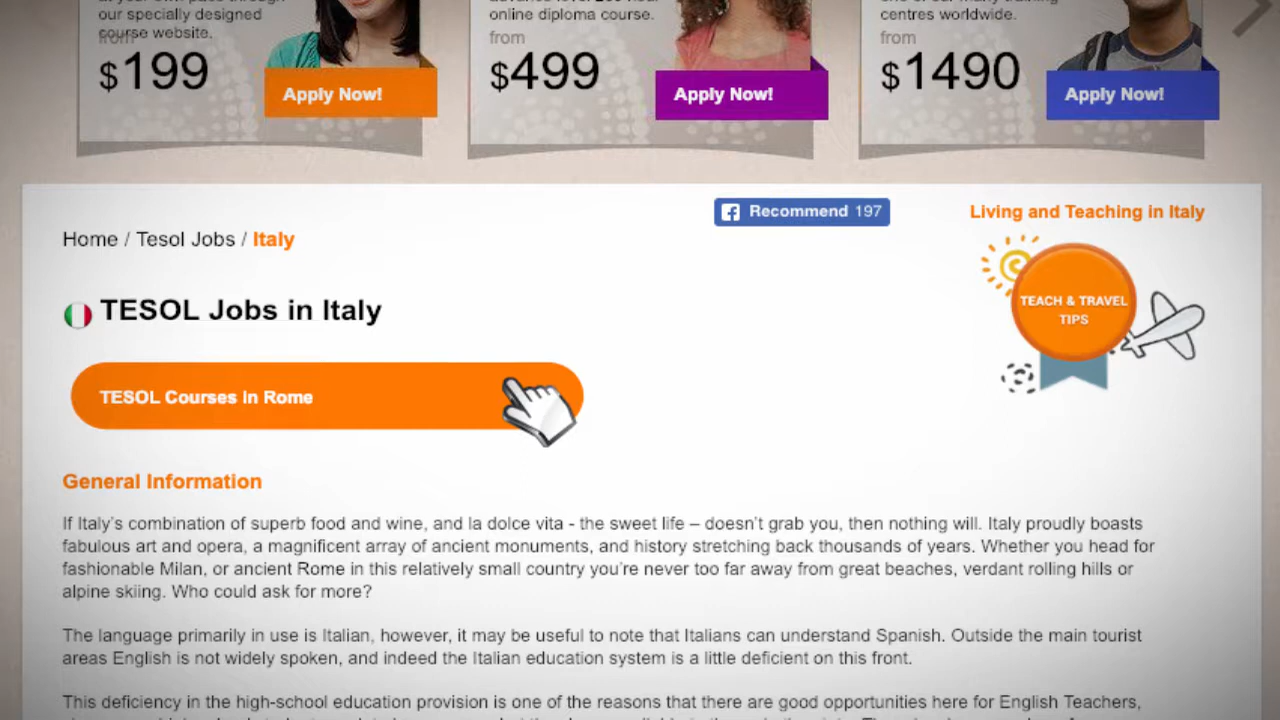 our specially designed
course website.
from
$199
Apply Now!
online diploma course.
from
$499
Apply Now!
centres worldwide.
from
$1490
Apply Now!
Recommend 197
Living and Teaching in Italy
Home / Tesol Jobs / Italy
TEACH & TRAVEL
TIPS
TESOL Jobs in Italy
TESOL Courses in Rome
General Information
If Italy's combination of superb food and wine, and la dolce vita - the sweet life – doesn't grab you, then nothing will. Italy proudly boasts
fabulous art and opera, a magnificent array of ancient monuments, and history stretching back thousands of years. Whether you head for
fashionable Milan, or ancient Rome in this relatively small country you're never too far away from great beaches, verdant rolling hills or
alpine skiing. Who could ask for more?
The language primarily in use is Italian, however, it may be useful to note that Italians can understand Spanish. Outside the main tourist
areas English is not widely spoken, and indeed the Italian education system is a little deficient on this front.
This deficiency in the high-school education provision is one of the reasons that there are good opportunities here for English Teachers,